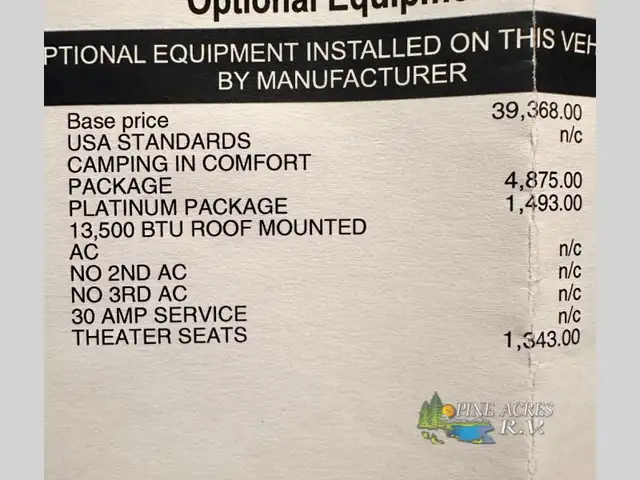 Optional Equipme
PTIONAL EQUIPMENT INSTALLED ON THIS VEH
BY MANUFACTURER
Base price 39,368.00
USA STANDARDS n/c
CAMPING IN COMFORT
PACKAGE 4,875.00
PLATINUM PACKAGE 1,493.00
13,500 BTU ROOF MOUNTED
AC n/c
NO 2ND AC n/c
NO 3RD AC n/c
30 AMP SERVICE n/c
THEATER SEATS 1,343.00
PINE ACRES
R.V.